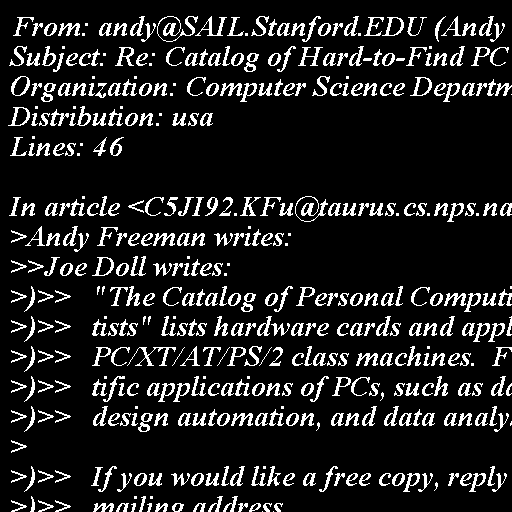 From: andy@SAIL.Stanford.EDU (Andy
Subject: Re: Catalog of Hard-to-Find PC
Organization: Computer Science Departm
Distribution: usa
Lines: 46

In article <C5JI92.KFu@taurus.cs.nps.na
>Andy Freeman writes:
>>Joe Doll writes:
>)>>   "The Catalog of Personal Computi
>)>>   tists" lists hardware cards and appl
>)>>   PC/XT/AT/PS/2 class machines.  F
>)>>   tific applications of PCs, such as da
>)>>   design automation, and data analys
>
>)>>   If you would like a free copy, reply
>)>>   mailing address